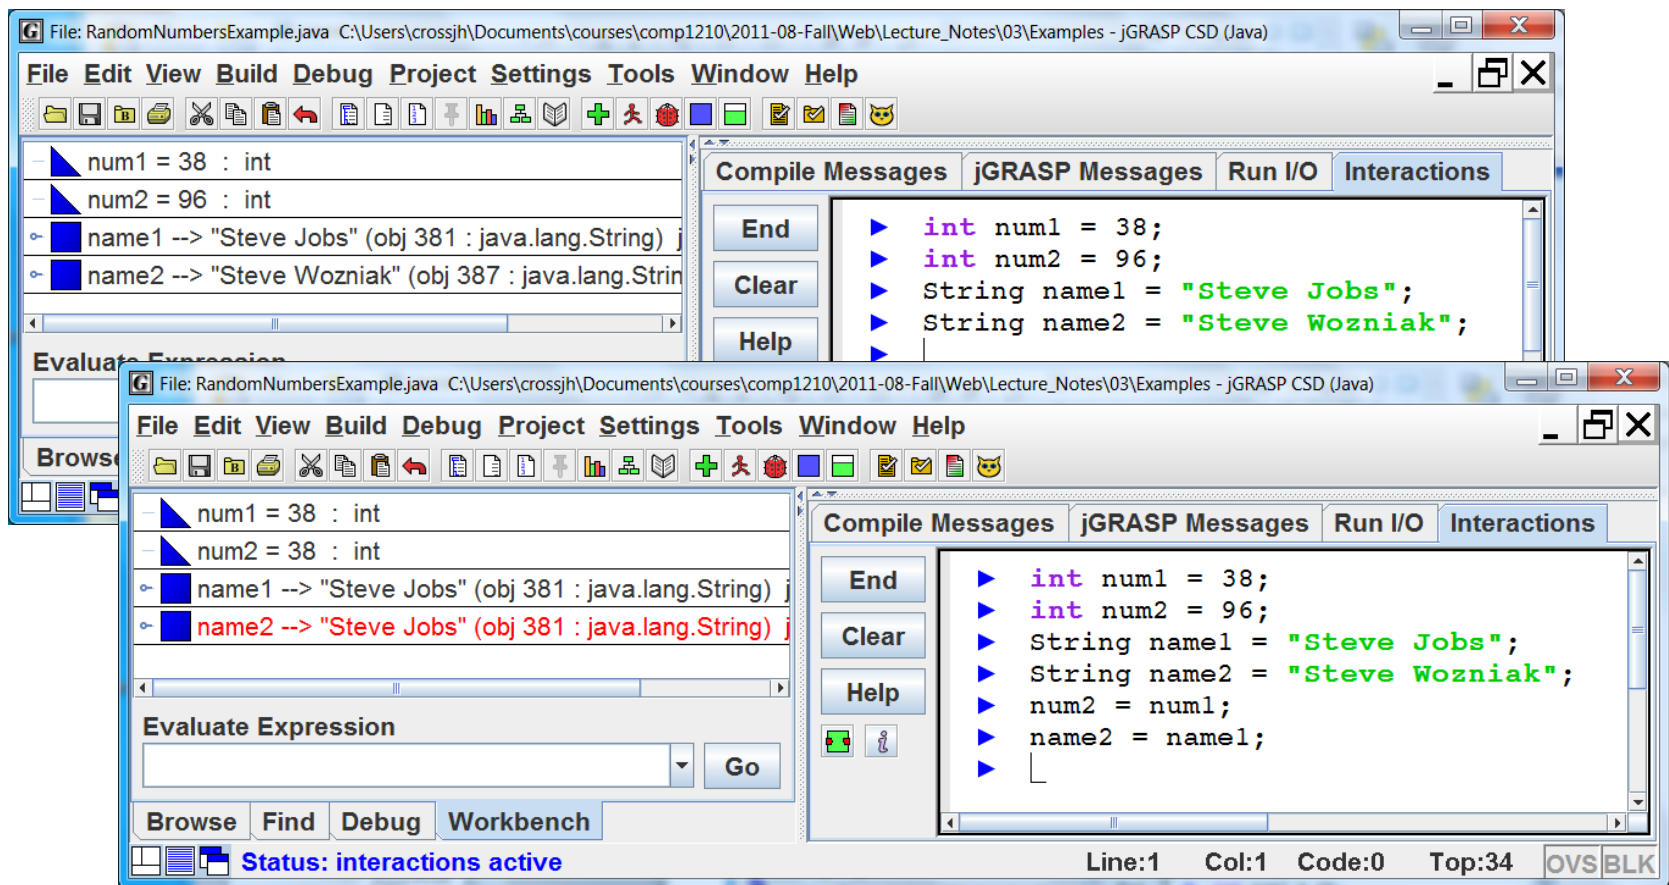 File: RandomNumbersExample.java C:\Users\crossjh\Documents\courses\comp1210\2011-08-Fall\Web\Lecture_Notes\03\Examples - jGRASP CSD (Java)
File Edit View Build Debug Project Settings Tools Window Help
num1 = 38 : int
num2 = 96 : int
name1 --> "Steve Jobs" (obj 381 : java.lang.String) j
name2 --> "Steve Wozniak" (obj 387 : java.lang.Strin
Evaluate Expression
Browse
Compile Messages jGRASP Messages Run I/O Interactions
End
Clear
Help
int num1 = 38;
int num2 = 96;
String name1 = "Steve Jobs";
String name2 = "Steve Wozniak";
File: RandomNumbersExample.java C:\Users\crossjh\Documents\courses\comp1210\2011-08-Fall\Web\Lecture_Notes\03\Examples - jGRASP CSD (Java)
File Edit View Build Debug Project Settings Tools Window Help
num1 = 38 : int
num2 = 38 : int
name1 --> "Steve Jobs" (obj 381 : java.lang.String) j
name2 --> "Steve Jobs" (obj 381 : java.lang.String) j
Evaluate Expression
Go
Browse Find Debug Workbench
Compile Messages jGRASP Messages Run I/O Interactions
End
Clear
Help
int num1 = 38;
int num2 = 96;
String name1 = "Steve Jobs";
String name2 = "Steve Wozniak";
num2 = num1;
name2 = name1;
Status: interactions active
Line:1 Col:1 Code:0 Top:34 OVS BLK